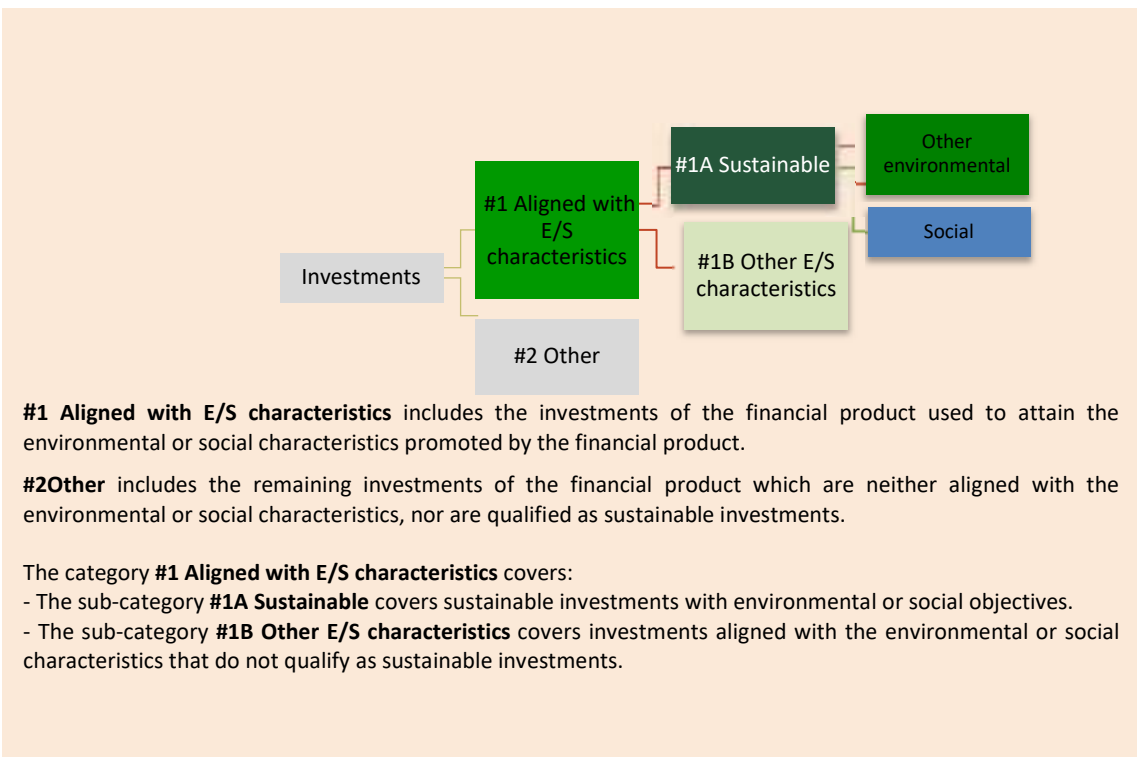 Investments
#1 Aligned with
E/S
characteristics
#2 Other
#1A Sustainable
#1B Other E/S
characteristics
Other
environmental
Social
#1 Aligned with E/S characteristics includes the investments of the financial product used to attain the
environmental or social characteristics promoted by the financial product.
#2Other includes the remaining investments of the financial product which are neither aligned with the
environmental or social characteristics, nor are qualified as sustainable investments.
The category #1 Aligned with E/S characteristics covers:
- The sub-category #1A Sustainable covers sustainable investments with environmental or social objectives.
- The sub-category #1B Other E/S characteristics covers investments aligned with the environmental or social
characteristics that do not qualify as sustainable investments.